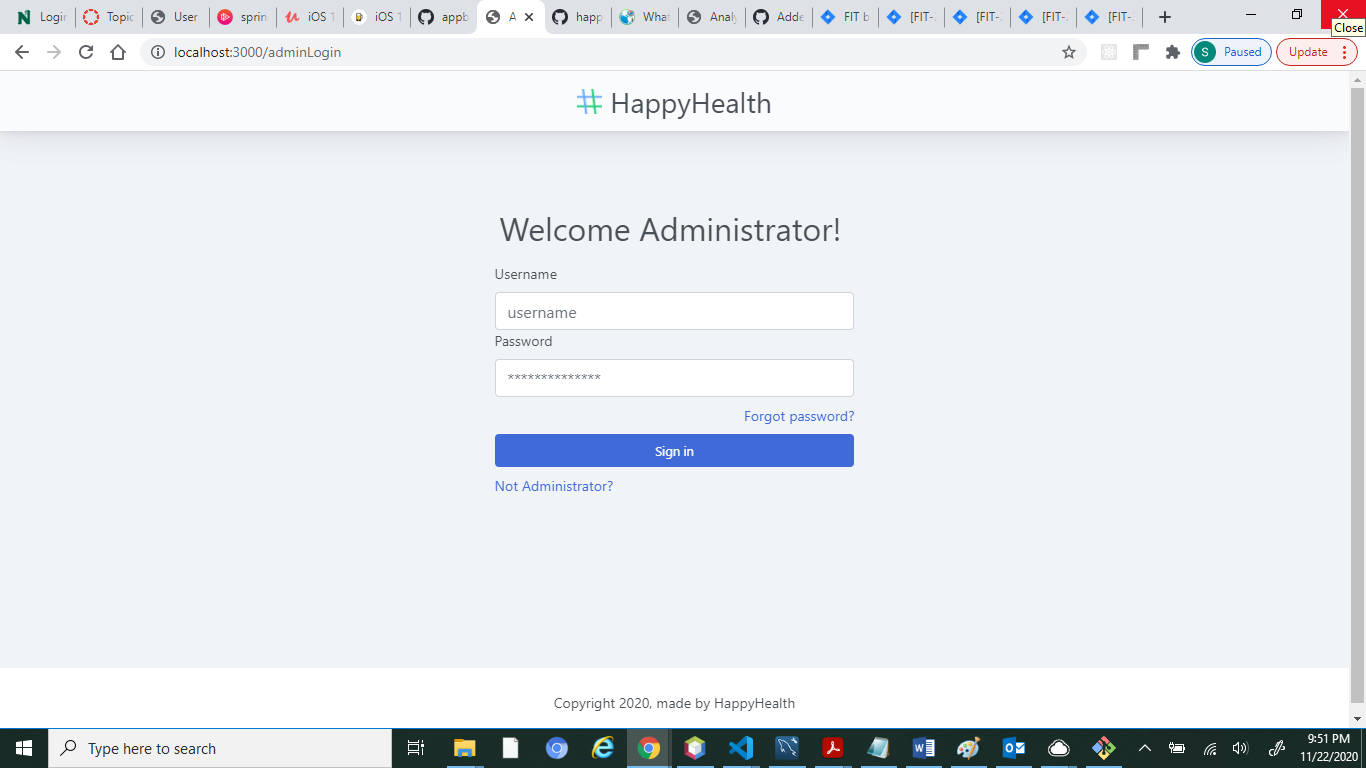 Login
Topic
User
sprin
iOS T
iOS T
appb
A
happ
What
Analy
Adde
FIT b
[FIT-
[FIT-
[FIT-
[FIT-
Close
localhost:3000/adminLogin
S
Paused
Update
HappyHealth
Welcome Administrator!
Username
username
Password
**************
Forgot password?
Sign in
Not Administrator?
Copyright 2020, made by HappyHealth
Type here to search
9:51 PM
11/22/2020